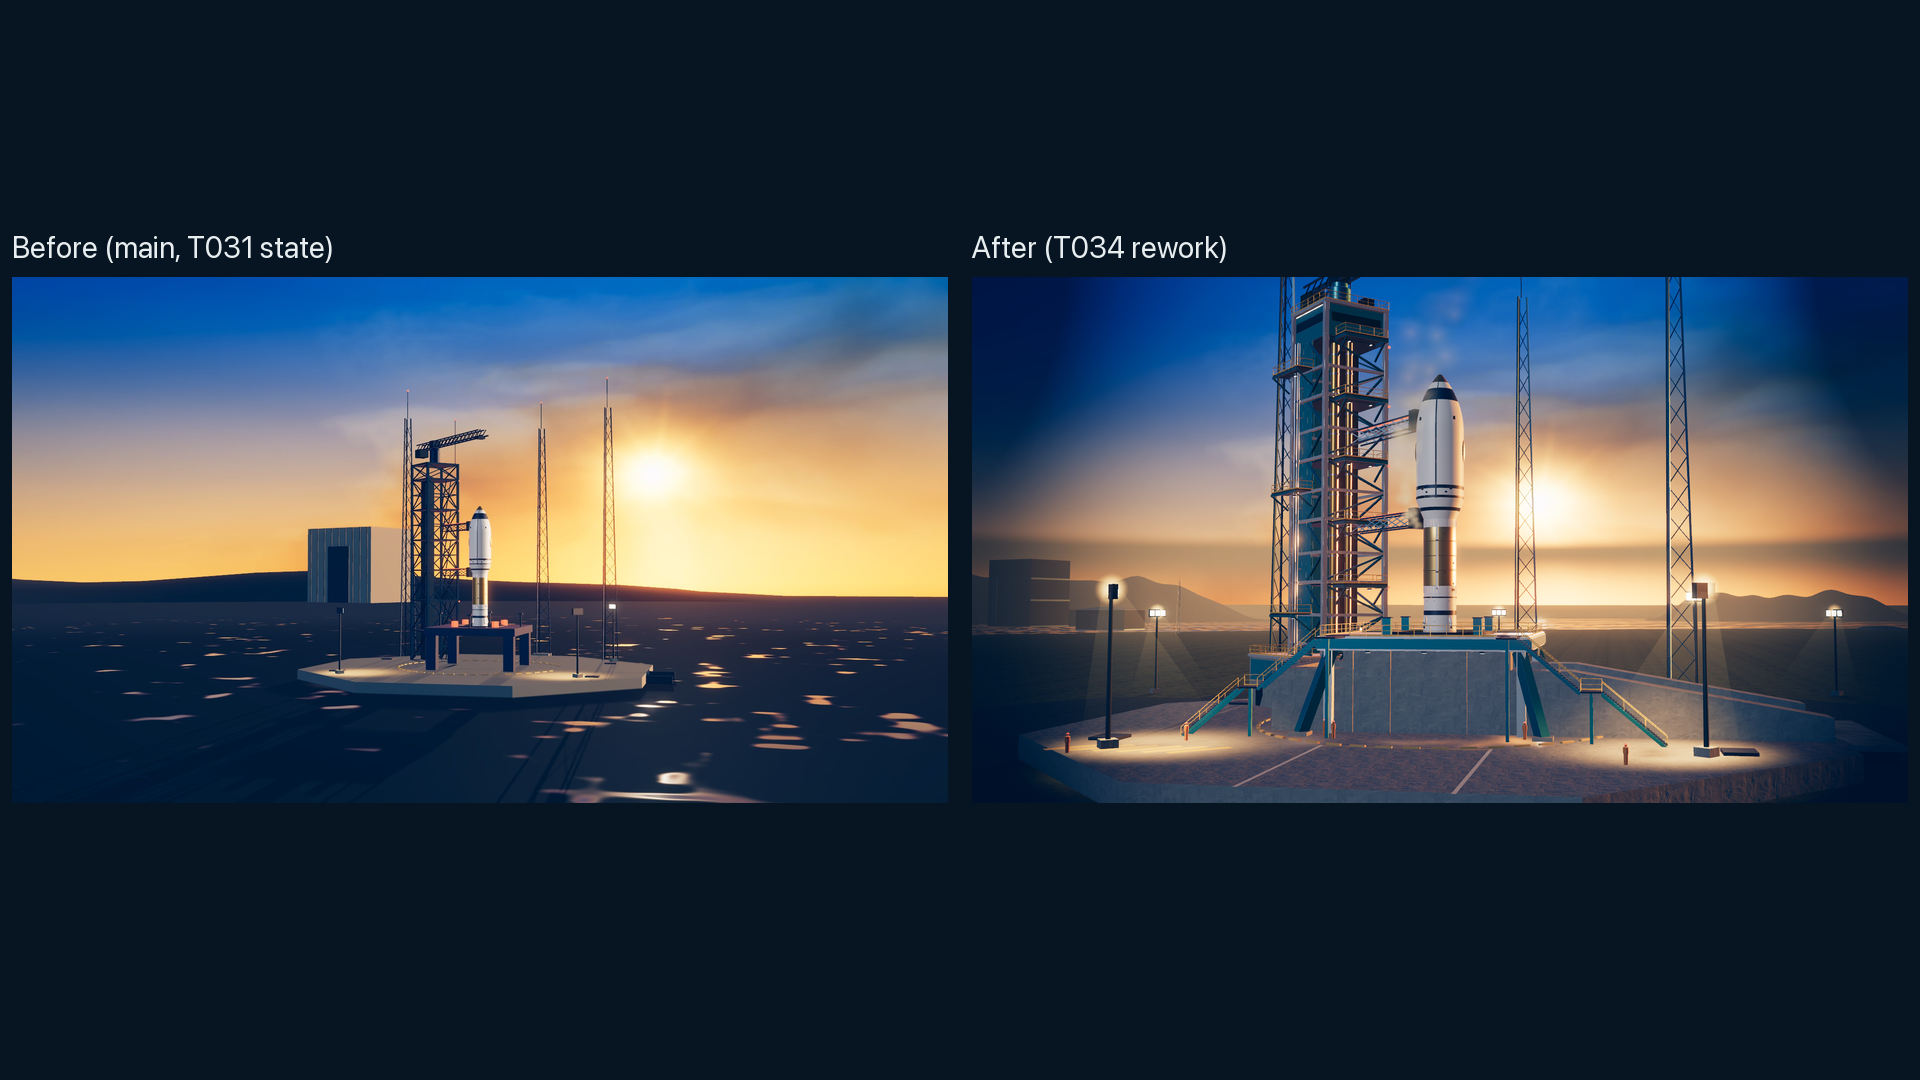 Before (main, T031 state)
After (T034 rework)